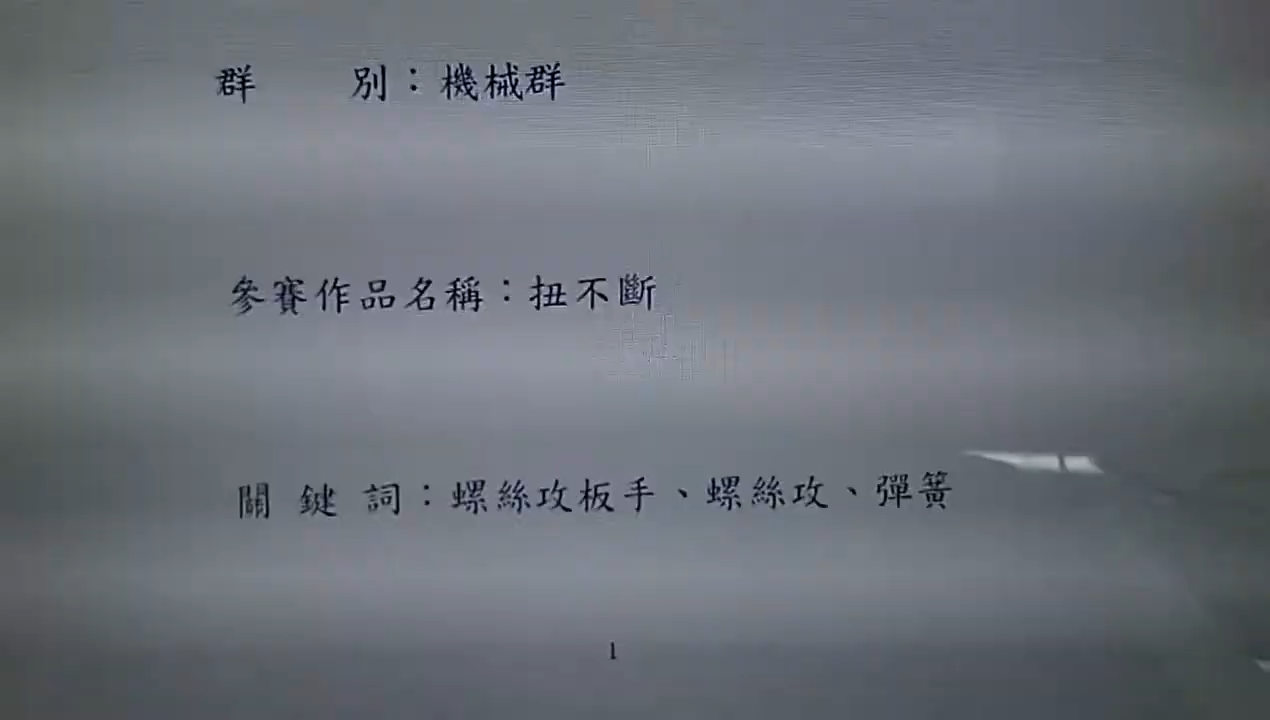 群　　別：機械群
參賽作品名稱：扭不斷
關 鍵 詞：螺絲攻板手、螺絲攻、彈簧
1